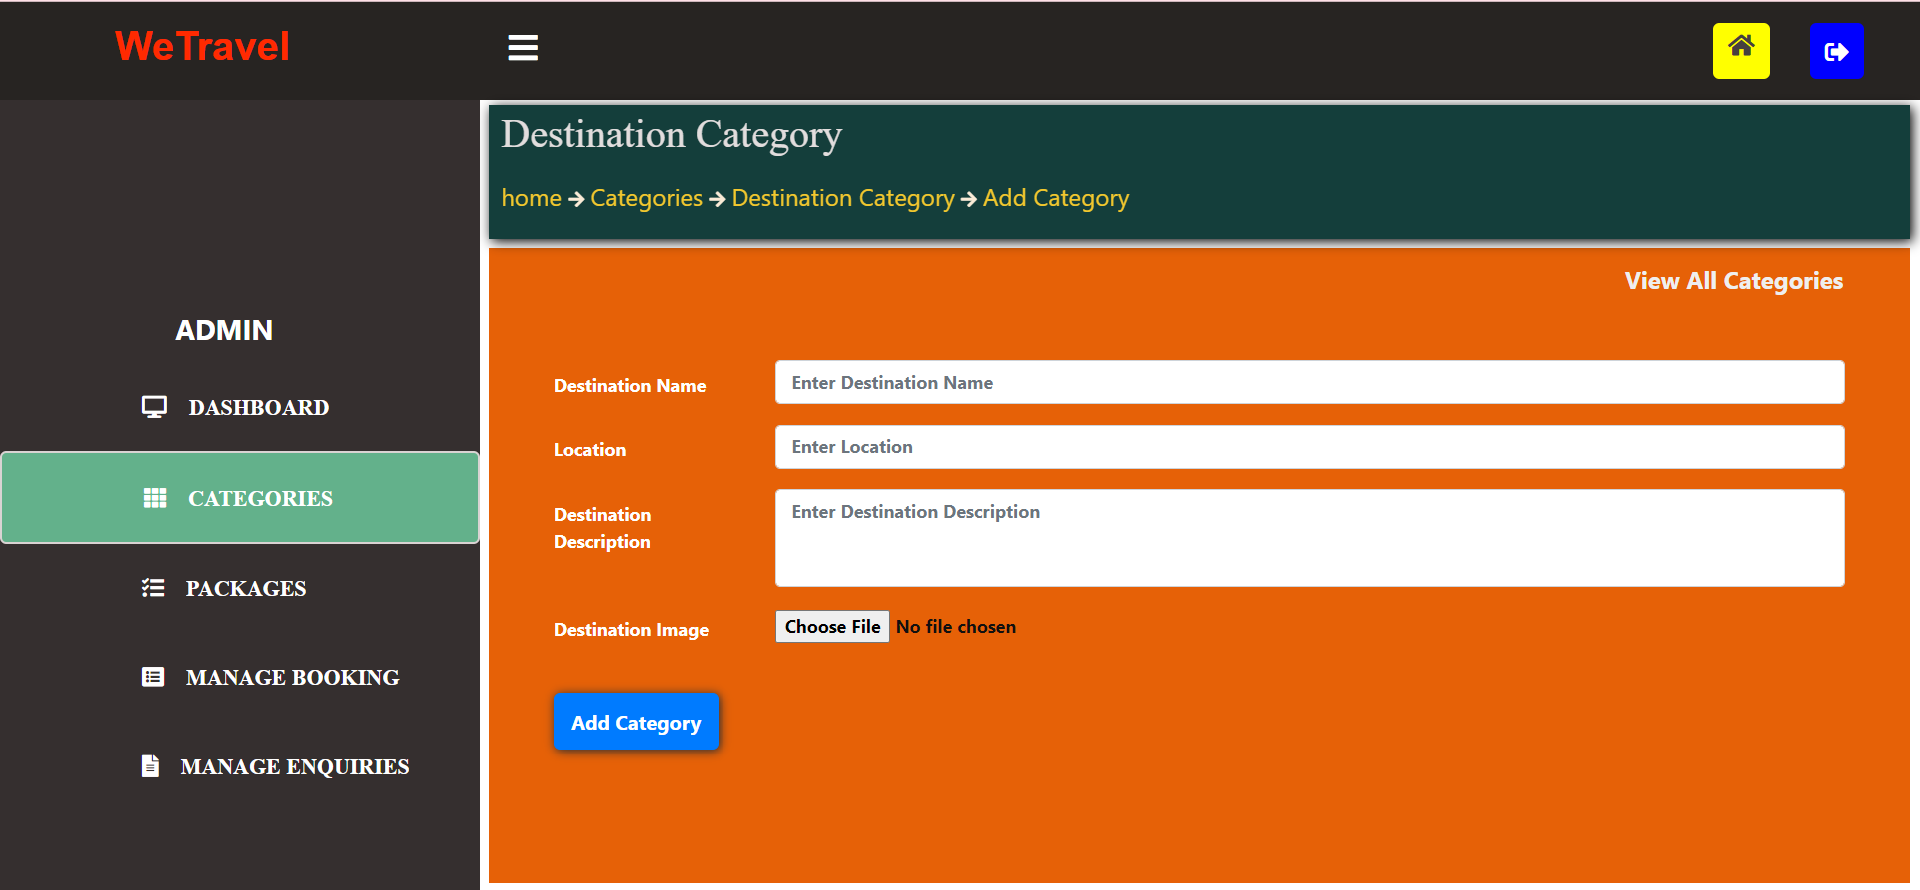 WeTravel
Destination Category
home Categories Destination Category Add Category
View All Categories
ADMIN
DASHBOARD
CATEGORIES
PACKAGES
MANAGE BOOKING
MANAGE ENQUIRIES
Destination Name
Enter Destination Name
Location
Enter Location
Destination
Description
Enter Destination Description
Destination Image
Choose File No file chosen
Add Category